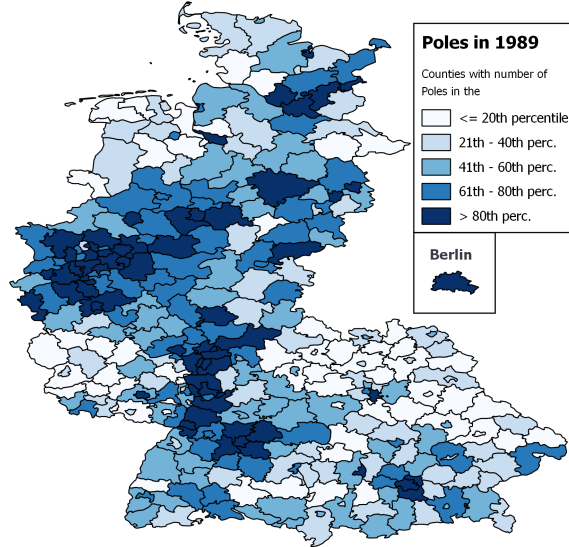 Poles in 1989
Counties with number of
Poles in the
<= 20th percentile
21th - 40th perc.
41th - 60th perc.
61th - 80th perc.
> 80th perc.
Berlin